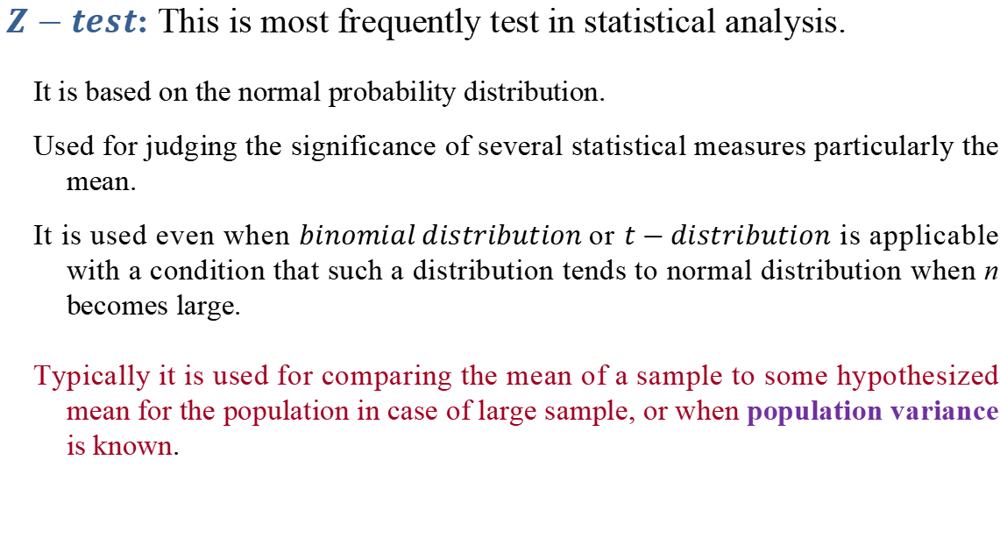 Z – test: This is most frequently test in statistical analysis.
It is based on the normal probability distribution.
Used for judging the significance of several statistical measures particularly the
mean.
It is used even when binomial distribution or t – distribution is applicable
with a condition that such a distribution tends to normal distribution when n
becomes large.
Typically it is used for comparing the mean of a sample to some hypothesized
mean for the population in case of large sample, or when population variance
is known.